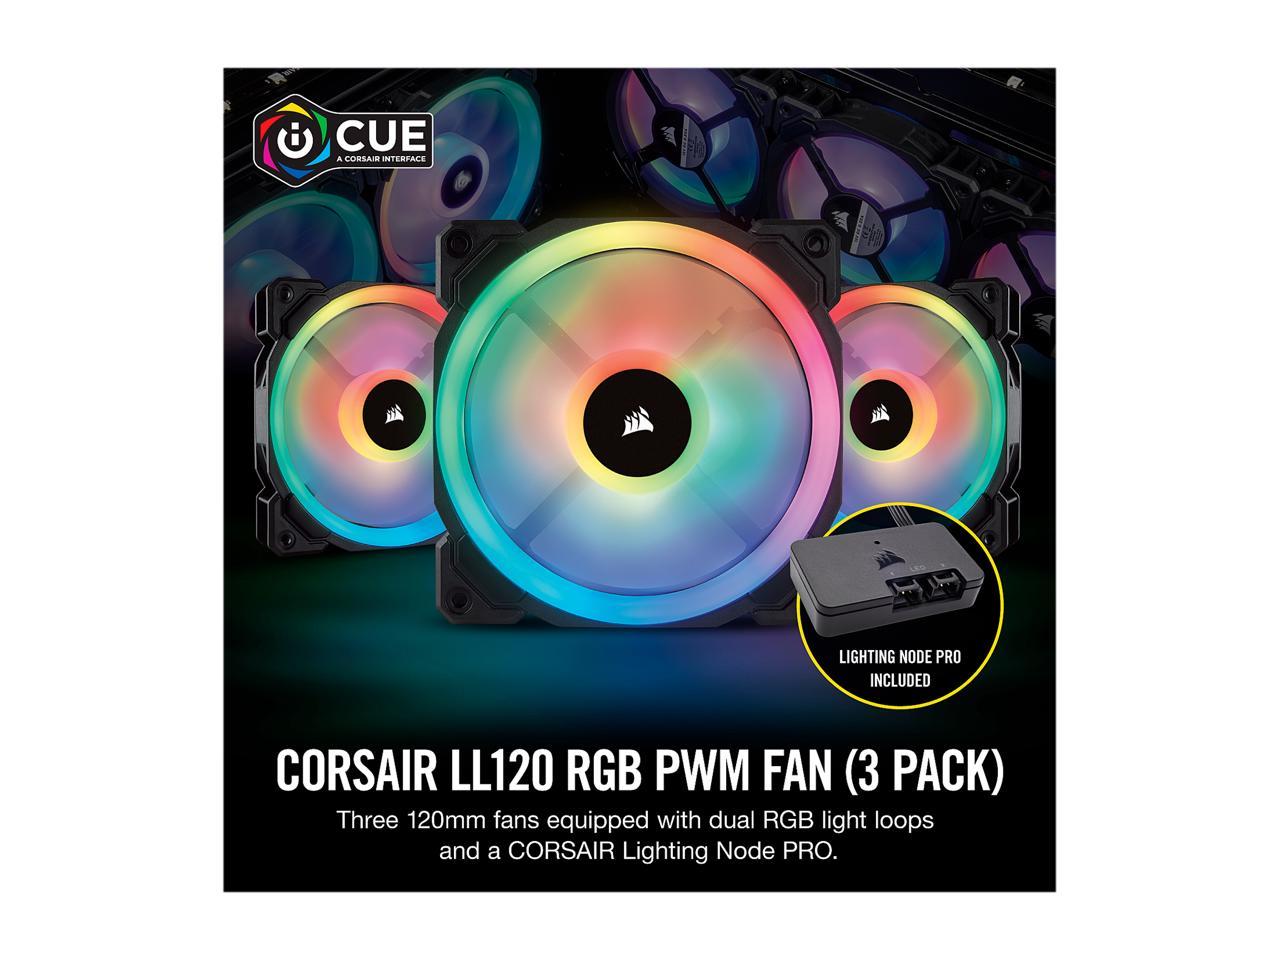 iCUE
A CORSAIR INTERFACE
LED
LIGHTING NODE PRO
INCLUDED
CORSAIR LL120 RGB PWM FAN (3 PACK)
Three 120mm fans equipped with dual RGB light loops
and a CORSAIR Lighting Node PRO.